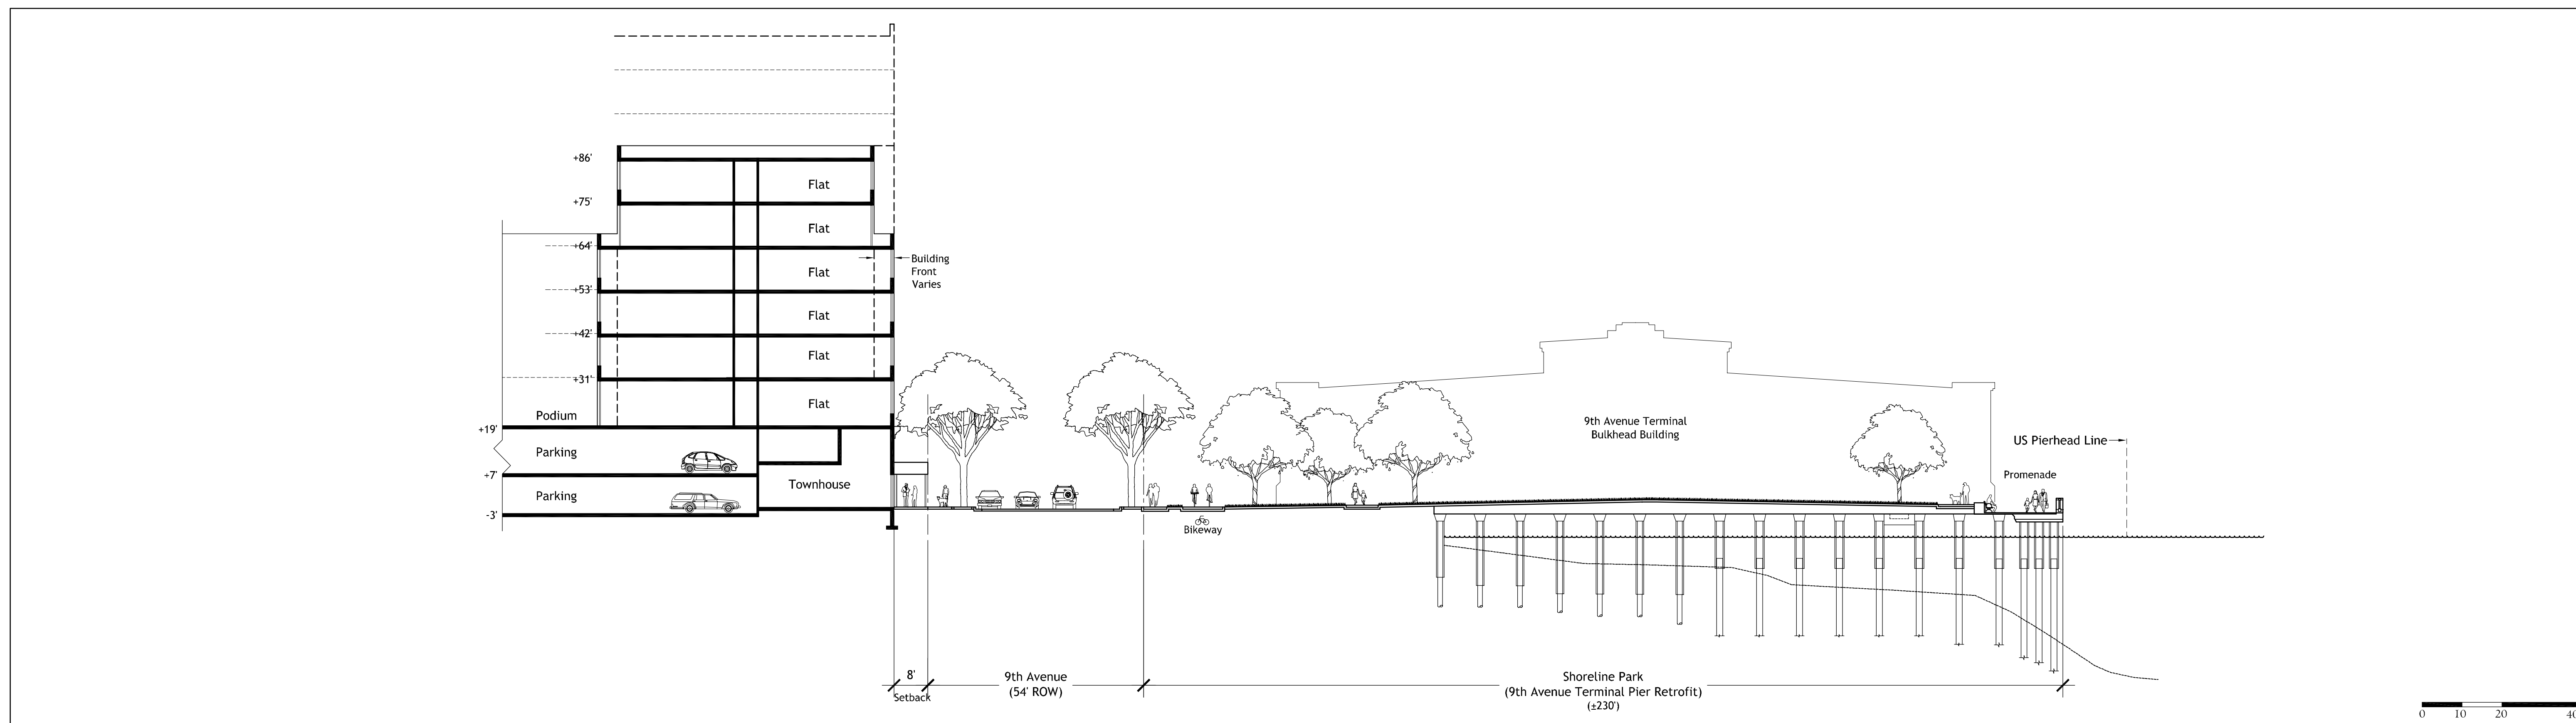 +86'
Flat
+75'
Flat
+64'
Building
Front
Varies
Flat
+53'
Flat
+42'
Flat
+31'
Flat
Podium
+19'
Parking
+7'
Parking
-3'
Townhouse
9th Avenue Terminal
Bulkhead Building
US Pierhead Line
Promenade
Bikeway
8'
Setback
9th Avenue
(54' ROW)
Shoreline Park
(9th Avenue Terminal Pier Retrofit)
(±230')
0 10 20